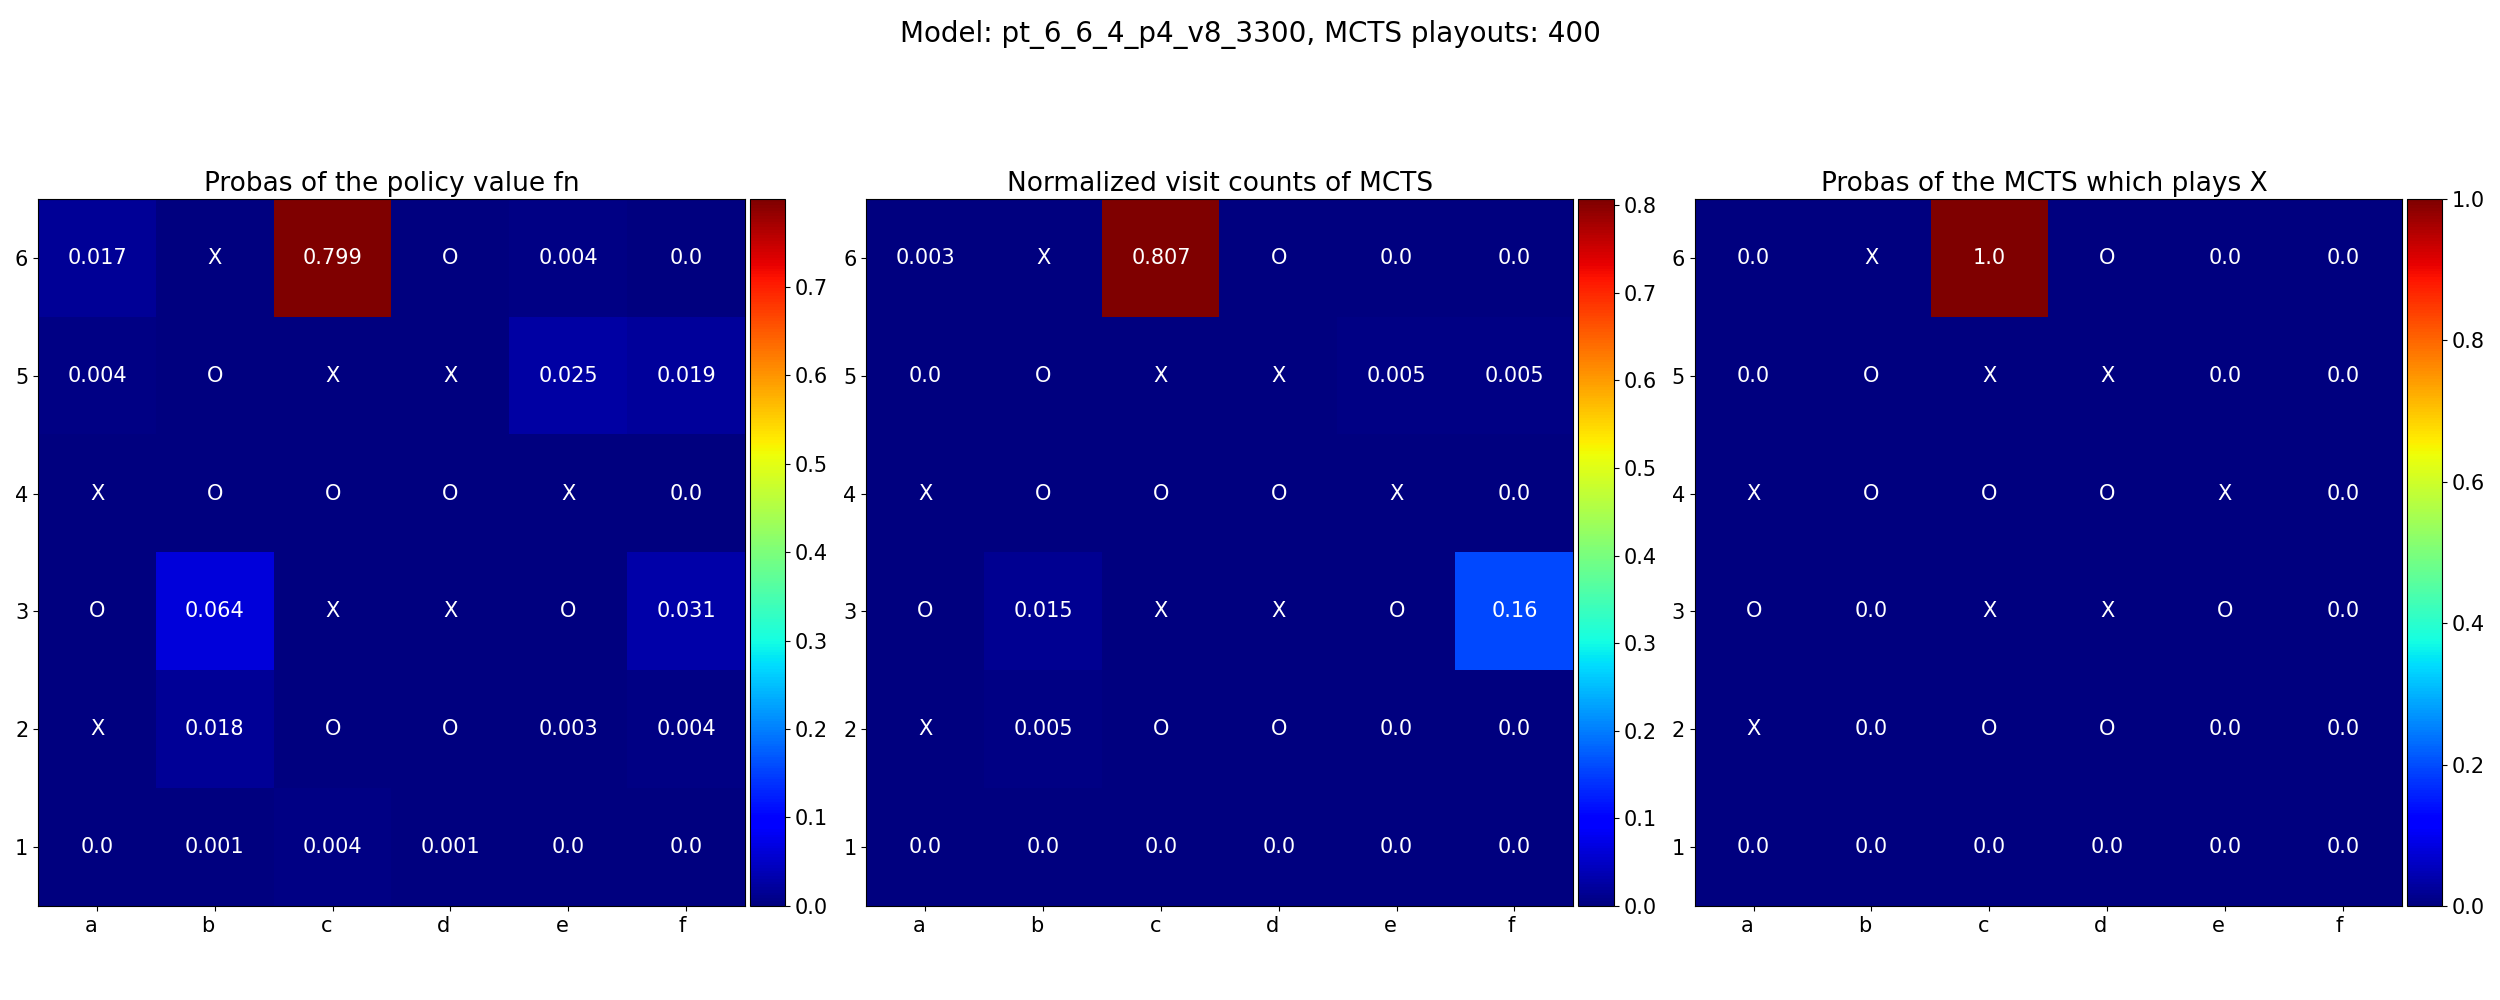 Model: pt_6_6_4_p4_v8_3300, MCTS playouts: 400
Probas of the policy value fn
6 0.017 X 0.799 O 0.004 0.0
5 0.004 O X X 0.025 0.019
4 X O O O X 0.0
3 O 0.064 X X O 0.031
2 X 0.018 O O 0.003 0.004
1 0.0 0.001 0.004 0.001 0.0 0.0
a b c d e f
0.7
0.6
0.5
0.4
0.3
0.2
0.1
0.0
Normalized visit counts of MCTS
6 0.003 X 0.807 O 0.0 0.0
5 0.0 O X X 0.005 0.005
4 X O O O X 0.0
3 O 0.015 X X O 0.16
2 X 0.005 O O 0.0 0.0
1 0.0 0.0 0.0 0.0 0.0 0.0
a b c d e f
0.8
0.7
0.6
0.5
0.4
0.3
0.2
0.1
0.0
Probas of the MCTS which plays X
6 0.0 X 1.0 O 0.0 0.0
5 0.0 O X X 0.0 0.0
4 X O O O X 0.0
3 O 0.0 X X O 0.0
2 X 0.0 O O 0.0 0.0
1 0.0 0.0 0.0 0.0 0.0 0.0
a b c d e f
1.0
0.8
0.6
0.4
0.2
0.0